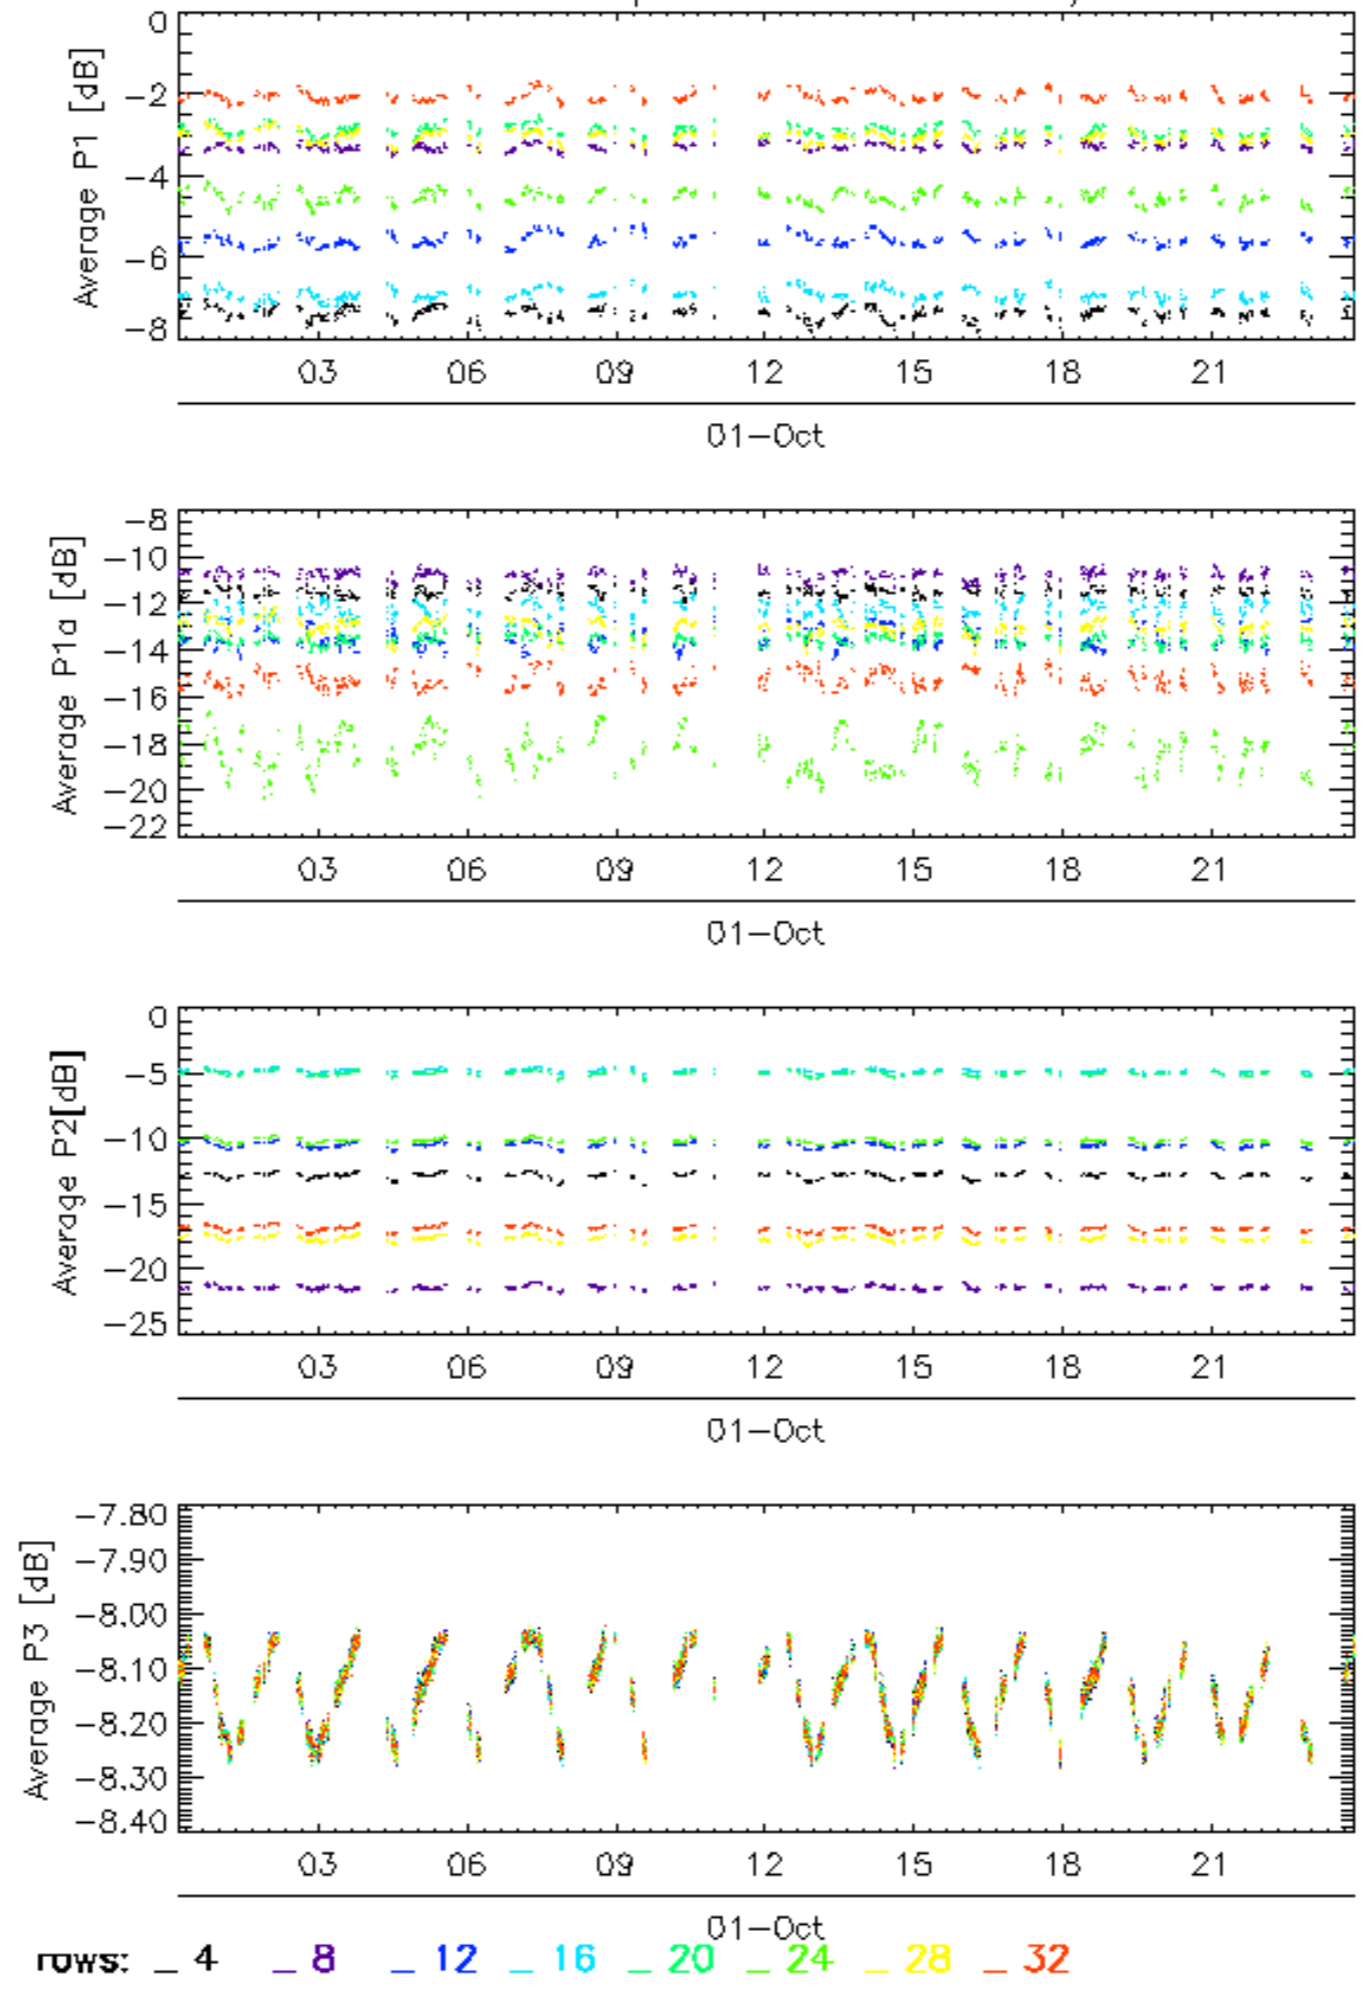 0
-2
-4
-6
-8
Average P1 [dB]
03 06 09 12 15 18 21
01-Oct
-8
-10
-12
-14
-16
-18
-20
-22
Average P1a [dB]
03 06 09 12 15 18 21
01-Oct
0
-5
-10
-15
-20
-25
Average P2[dB]
03 06 09 12 15 18 21
01-Oct
-7.80
-7.90
-8.00
-8.10
-8.20
-8.30
-8.40
Average P3 [dB]
03 06 09 12 15 18 21
01-Oct
rows: _ 4 _ 8 _ 12 _ 16 _ 20 _ 24 _ 28 _ 32